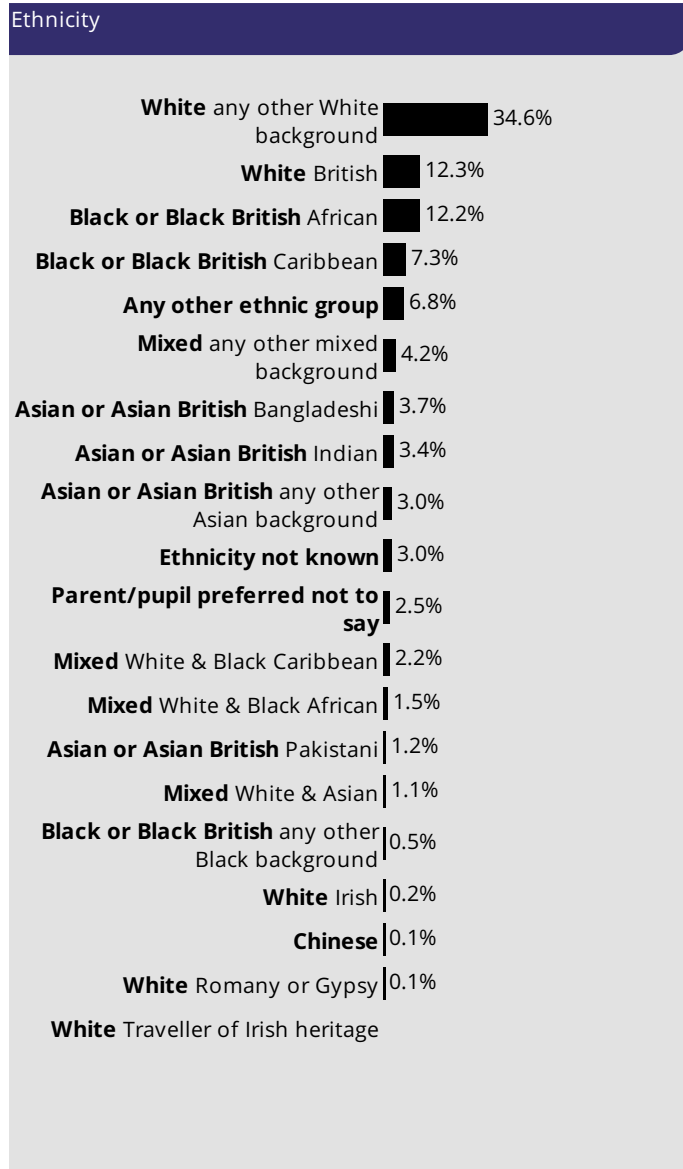 Ethnicity
White any other White
background
34.6%
White British 12.3%
Black or Black British African 12.2%
Black or Black British Caribbean 7.3%
Any other ethnic group 6.8%
Mixed any other mixed
background
4.2%
Asian or Asian British Bangladeshi 3.7%
Asian or Asian British Indian 3.4%
Asian or Asian British any other
Asian background
3.0%
Ethnicity not known 3.0%
Parent/pupil preferred not to
say
2.5%
Mixed White & Black Caribbean 2.2%
Mixed White & Black African 1.5%
Asian or Asian British Pakistani 1.2%
Mixed White & Asian 1.1%
Black or Black British any other
Black background
0.5%
White Irish 0.2%
Chinese 0.1%
White Romany or Gypsy 0.1%
White Traveller of Irish heritage